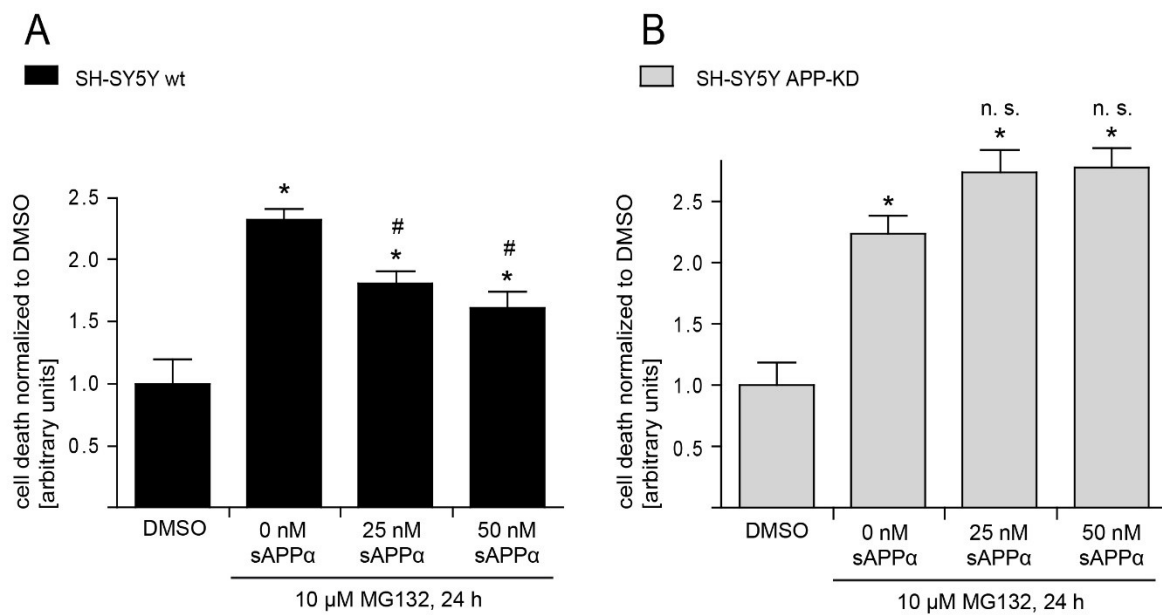 A
SH-SY5Y wt
cell death normalized to DMSO
[arbitrary units]
2.5
2.0
1.5
1.0
0.5
*
#
*
#
*
DMSO
0 nM
sAPPα
25 nM
sAPPα
50 nM
sAPPα
10 µM MG132, 24 h
B
SH-SY5Y APP-KD
cell death normalized to DMSO
[arbitrary units]
2.5
2.0
1.5
1.0
0.5
*
n. s.
*
n. s.
*
DMSO
0 nM
sAPPα
25 nM
sAPPα
50 nM
sAPPα
10 µM MG132, 24 h